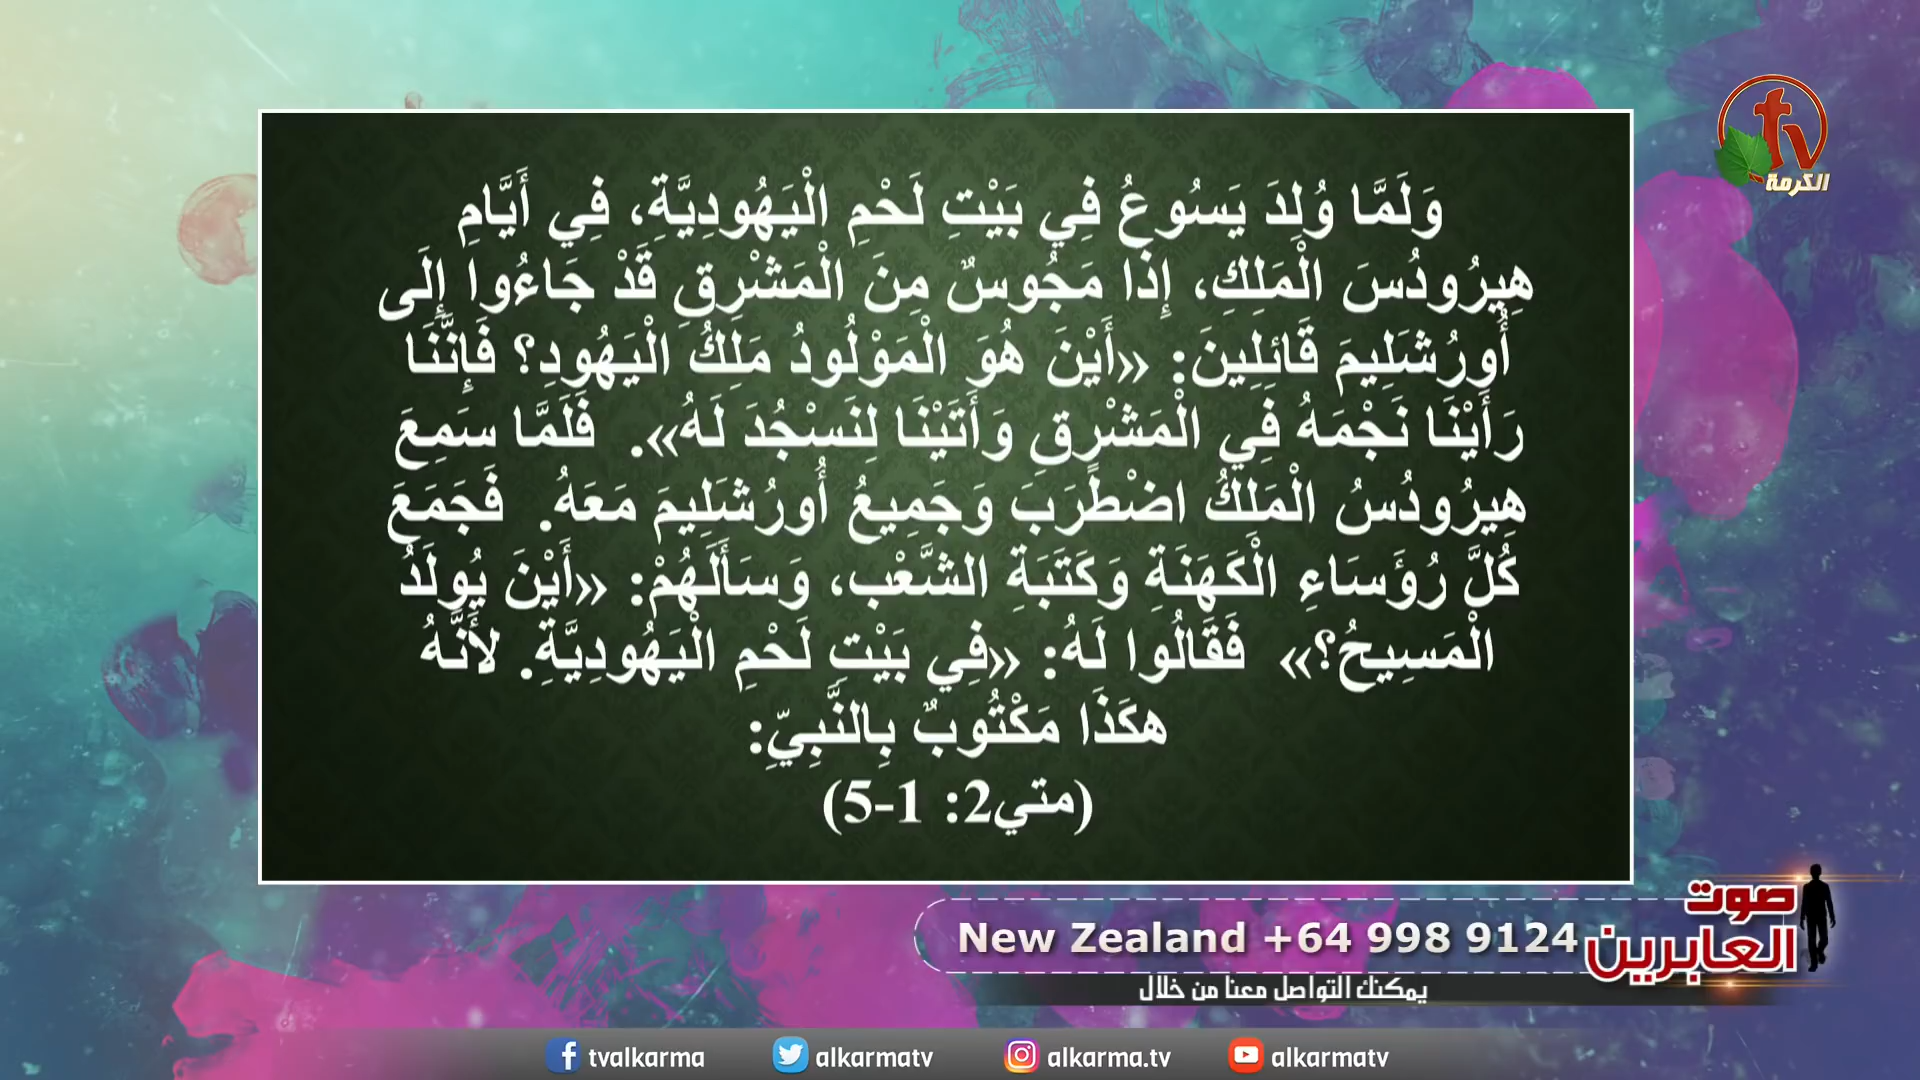 وَلَمَّا وُلِدَ يَسُوعُ فِي بَيْتِ لَحْمِ الْيَهُودِيَّةِ، فِي أَيَّامِ
هِيرُودُسَ الْمَلِكِ، إِذَا مَجُوسٌ مِنَ الْمَشْرِقِ قَدْ جَاءُوا إِلَى
أُورُشَلِيمَ قَائِلِينَ: «أَيْنَ هُوَ الْمَوْلُودُ مَلِكُ الْيَهُودِ؟ فَإِنَّنَا
رَأَيْنَا نَجْمَهُ فِي الْمَشْرِقِ وَأَتَيْنَا لِنَسْجُدَ لَهُ». فَلَمَّا سَمِعَ
هِيرُودُسُ الْمَلِكُ اضْطَرَبَ وَجَمِيعُ أُورُشَلِيمَ مَعَهُ. فَجَمَعَ
كُلَّ رُؤَسَاءِ الْكَهَنَةِ وَكَتَبَةِ الشَّعْب، وَسَأَلَهُمْ: «أَيْنَ يُولَدُ
الْمَسِيحُ؟» فَقَالُوا لَهُ: «فِي بَيْتِ لَحْمِ الْيَهُودِيَّةِ. لأَنَّهُ
هكَذَا مَكْتُوبٌ بِالنَّبِيِّ:
(متي2: 1-5)
tv
الكرمة
صوت
العابرين
New Zealand +64 998 9124
يمكنك التواصل معنا من خلال
tvalkarma alkarmatv alkarma.tv alkarmatv